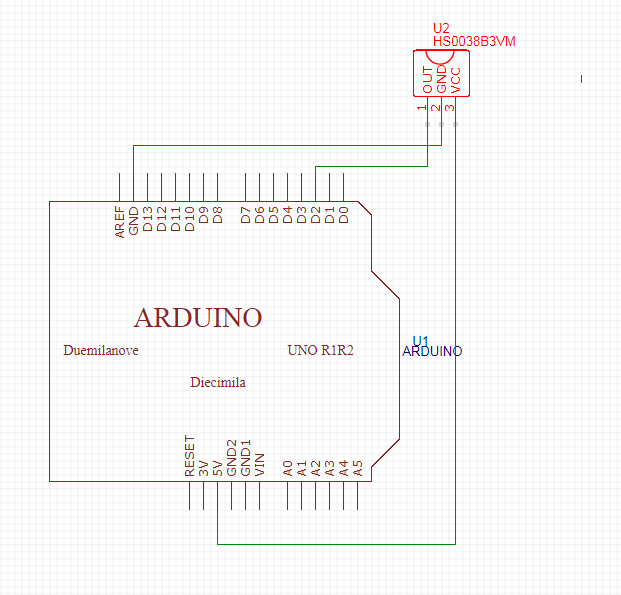 U2
HS0038B3VM
OUT
GND
VCC
1
2
3
AREF
GND
D13
D12
D11
D10
D9
D8
D7
D6
D5
D4
D3
D2
D1
D0
ARDUINO
Duemilanove
UNO R1R2
Diecimila
U1
ARDUINO
RESET
3V
5V
GND2
GND1
VIN
A0
A1
A2
A3
A4
A5